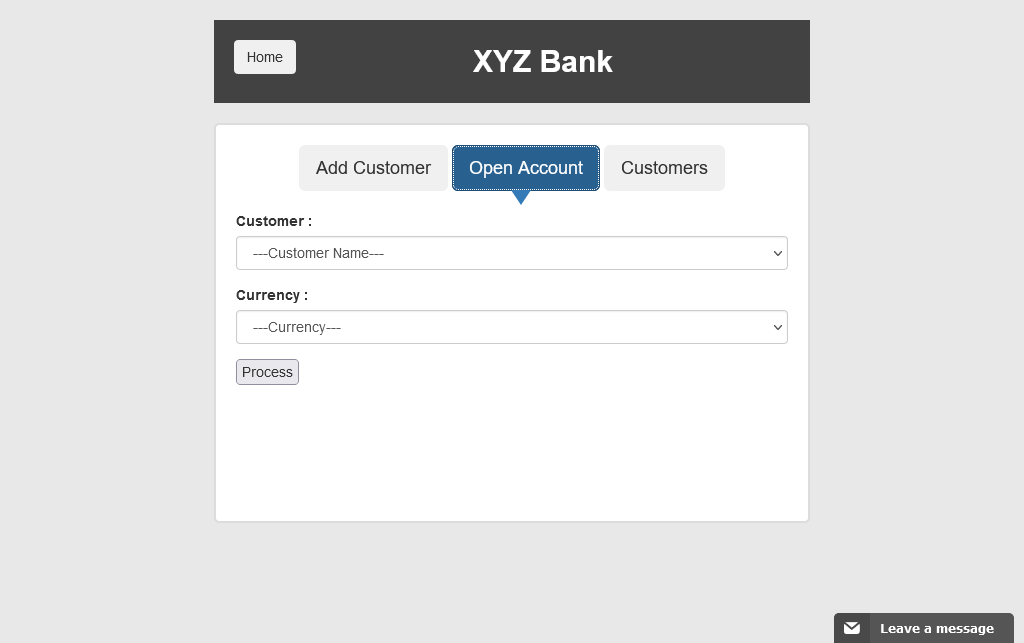 Home
XYZ Bank
Add Customer
Open Account
Customers
Customer :
---Customer Name---
Currency :
---Currency---
Process
Leave a message